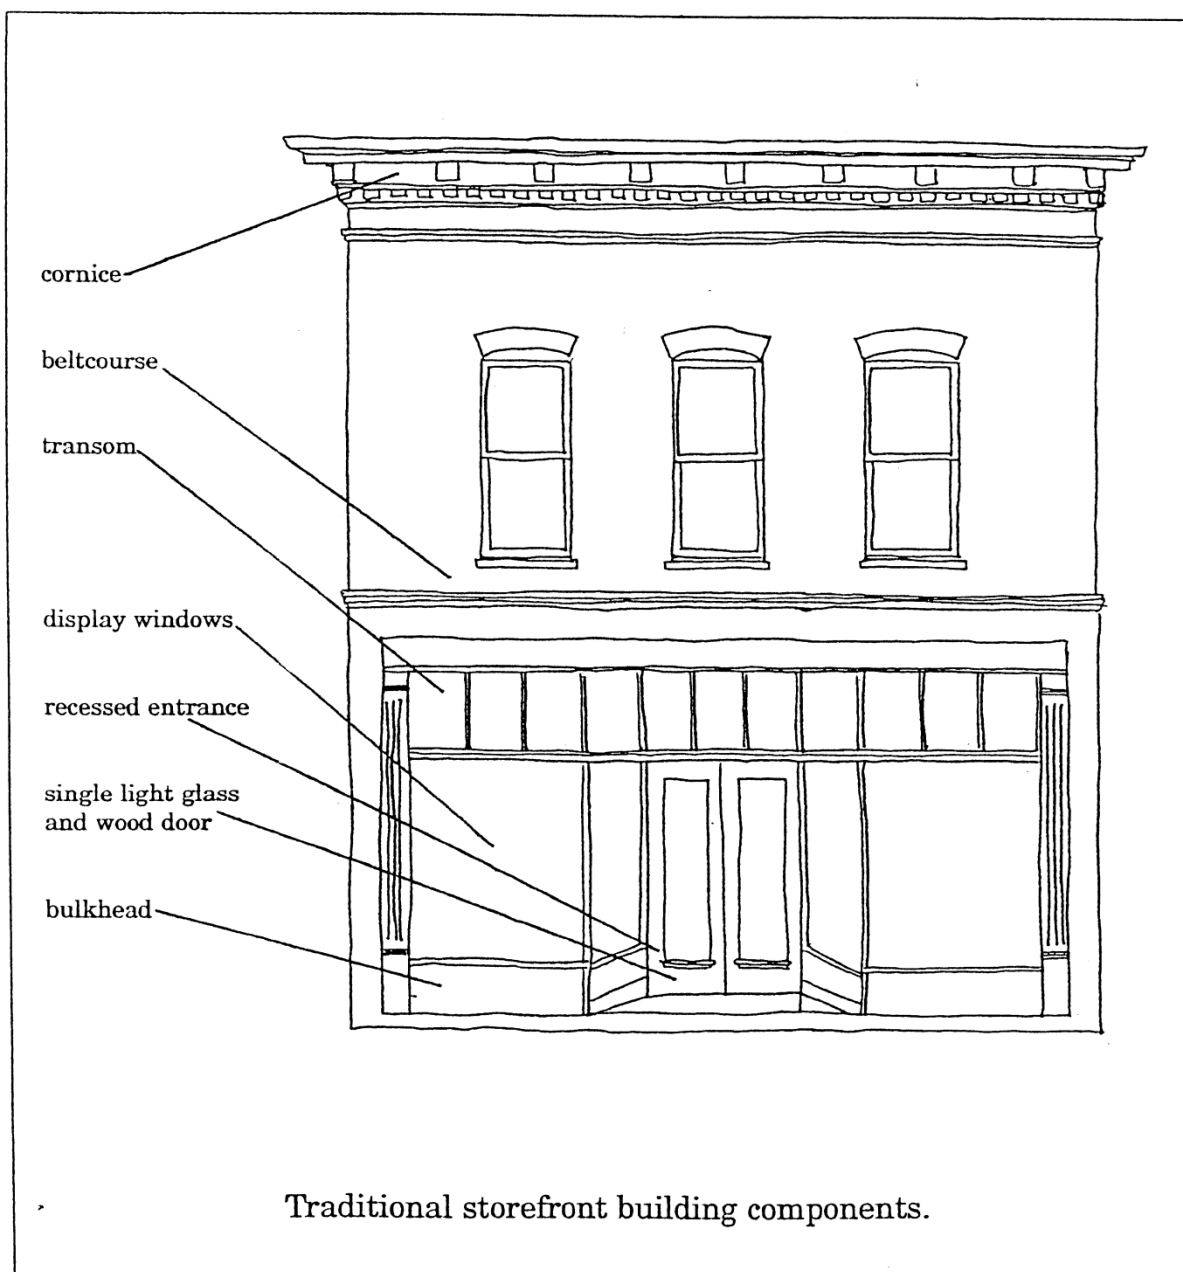 cornice
beltcourse
transom
display windows
recessed entrance
single light glass
and wood door
bulkhead
Traditional storefront building components.